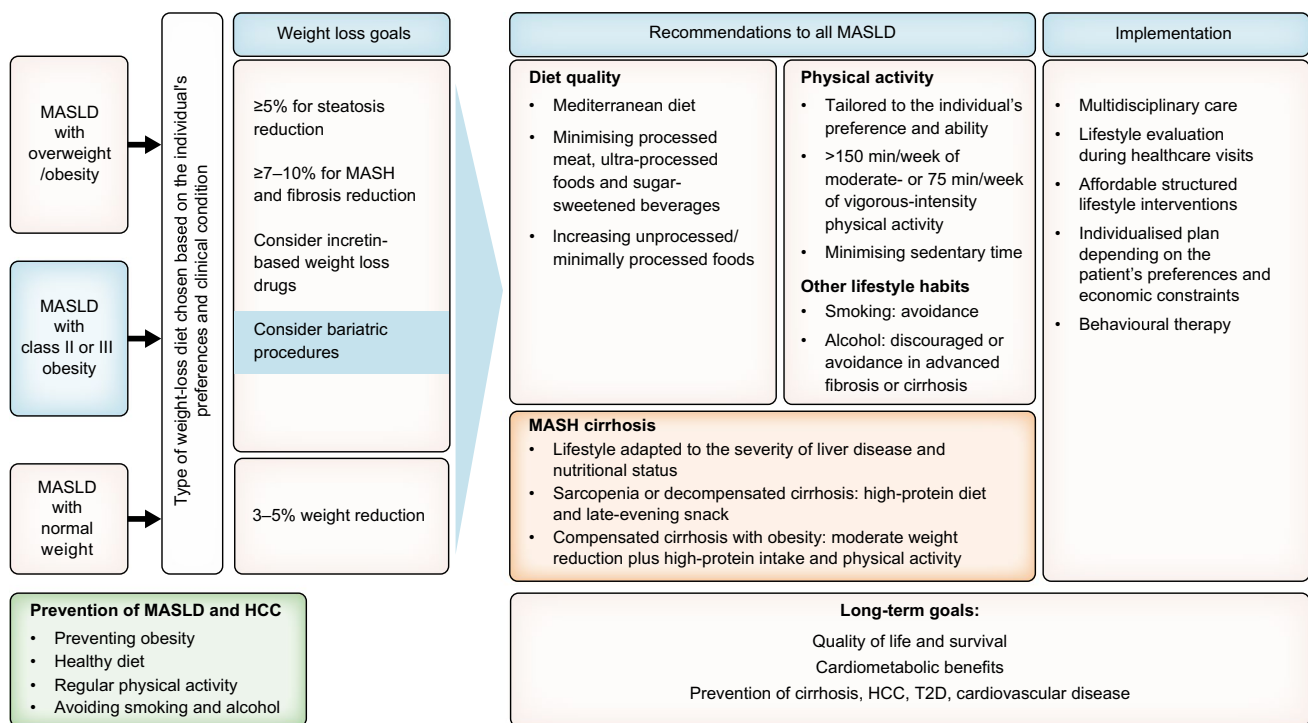 Weight loss goals
Recommendations to all MASLD
Implementation
MASLD
with
overweight
/obesity
MASLD
with
class II or III
obesity
MASLD
with
normal
weight
Type of weight-loss diet chosen based on the individual's
preferences and clinical condition
≥5% for steatosis
reduction
≥7–10% for MASH
and fibrosis reduction
Consider incretin-
based weight loss
drugs
Consider bariatric
procedures
3–5% weight reduction
Diet quality
• Mediterranean diet
• Minimising processed
meat, ultra-processed
foods and sugar-
sweetened beverages
• Increasing unprocessed/
minimally processed foods
Physical activity
• Tailored to the individual's
preference and ability
• >150 min/week of
moderate- or 75 min/week
of vigorous-intensity
physical activity
• Minimising sedentary time
Other lifestyle habits
• Smoking: avoidance
• Alcohol: discouraged or
avoidance in advanced
fibrosis or cirrhosis
MASH cirrhosis
• Lifestyle adapted to the severity of liver disease and
nutritional status
• Sarcopenia or decompensated cirrhosis: high-protein diet
and late-evening snack
• Compensated cirrhosis with obesity: moderate weight
reduction plus high-protein intake and physical activity
• Multidisciplinary care
• Lifestyle evaluation
during healthcare visits
• Affordable structured
lifestyle interventions
• Individualised plan
depending on the
patient's preferences and
economic constraints
• Behavioural therapy
Prevention of MASLD and HCC
• Preventing obesity
• Healthy diet
• Regular physical activity
• Avoiding smoking and alcohol
Long-term goals:
Quality of life and survival
Cardiometabolic benefits
Prevention of cirrhosis, HCC, T2D, cardiovascular disease